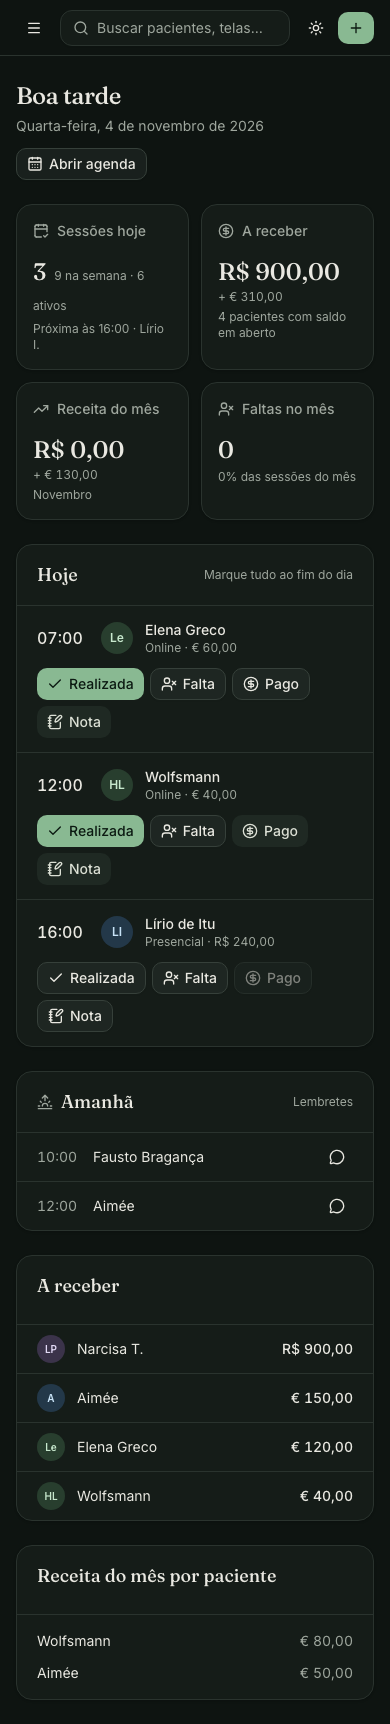 Buscar pacientes, telas...
Boa tarde
Quarta-feira, 4 de novembro de 2026
Abrir agenda
Sessões hoje
3 9 na semana · 6
ativos
Próxima às 16:00 · Lírio
I.
A receber
R$ 900,00
+ € 310,00
4 pacientes com saldo
em aberto
Receita do mês
R$ 0,00
+ € 130,00
Novembro
Faltas no mês
0
0% das sessões do mês
Hoje Marque tudo ao fim do dia
07:00 Le Elena Greco
Online · € 60,00
Realizada Falta Pago
Nota
12:00 HL Wolfsmann
Online · € 40,00
Realizada Falta Pago
Nota
16:00 LI Lírio de Itu
Presencial · R$ 240,00
Realizada Falta Pago
Nota
Amanhã Lembretes
10:00 Fausto Bragança
12:00 Aimée
A receber
LP Narcisa T. R$ 900,00
A Aimée € 150,00
Le Elena Greco € 120,00
HL Wolfsmann € 40,00
Receita do mês por paciente
Wolfsmann € 80,00
Aimée € 50,00